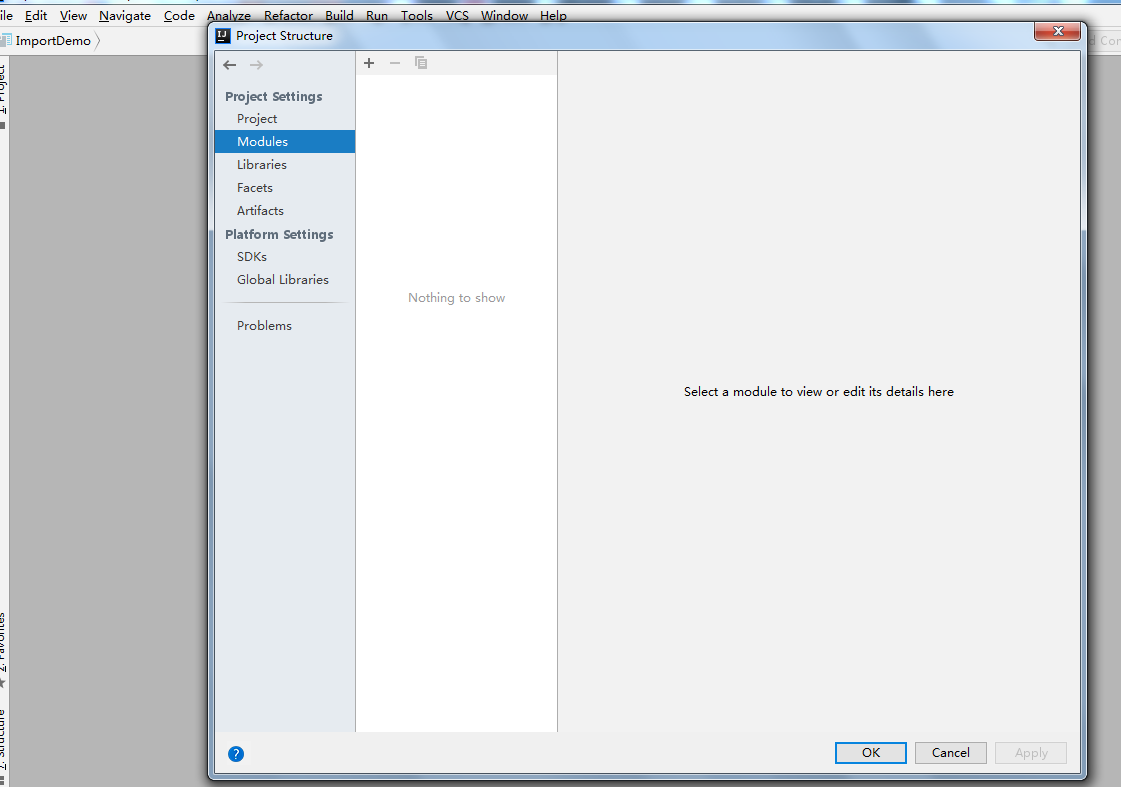 ile Edit View Navigate Code Analyze Refactor Build Run Tools VCS Window Help
ImportDemo
Project Structure
d Con
1: Project
Project Settings
Project
Modules
Libraries
Facets
Artifacts
Platform Settings
SDKs
Global Libraries
Problems
Nothing to show
Select a module to view or edit its details here
2: Favorites
7: Structure
?
OK
Cancel
Apply